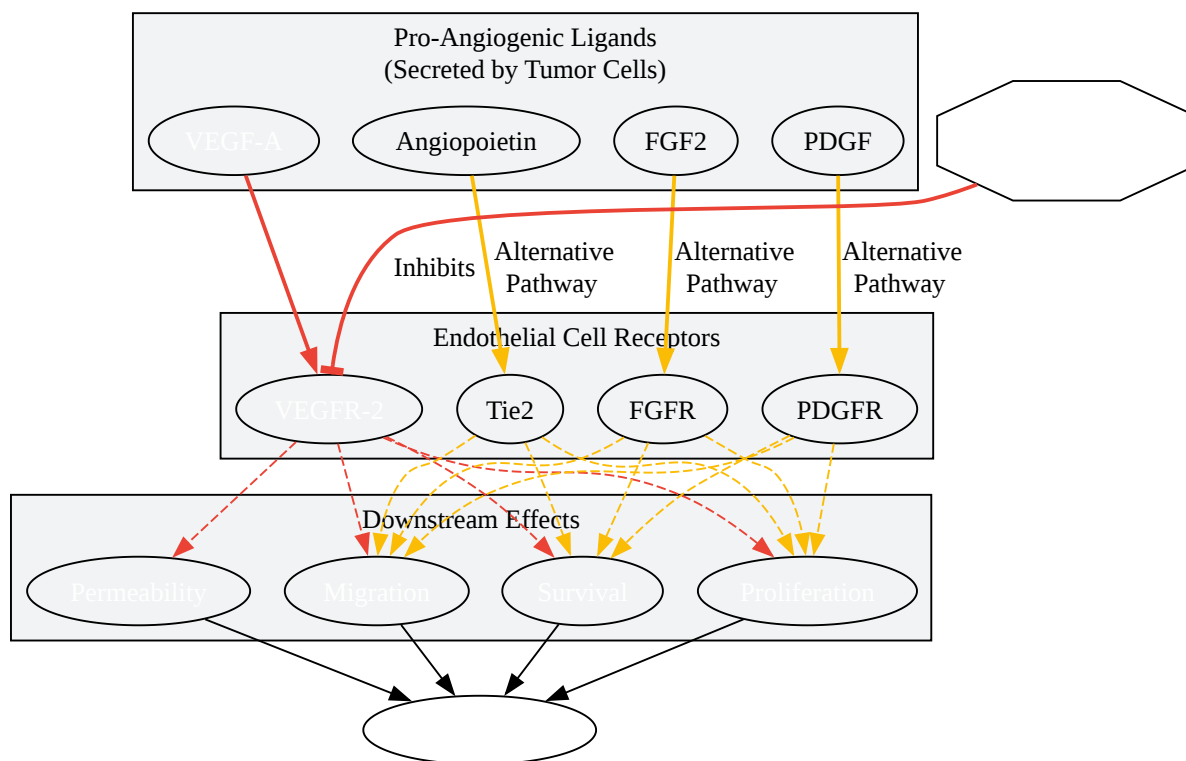 Pro-Angiogenic Ligands
(Secreted by Tumor Cells)
VEGF-A
Angiopoietin
FGF2
PDGF
Inhibits
Alternative
Pathway
Alternative
Pathway
Alternative
Pathway
Endothelial Cell Receptors
VEGFR-2
Tie2
FGFR
PDGFR
Downstream Effects
Permeability
Migration
Survival
Proliferation